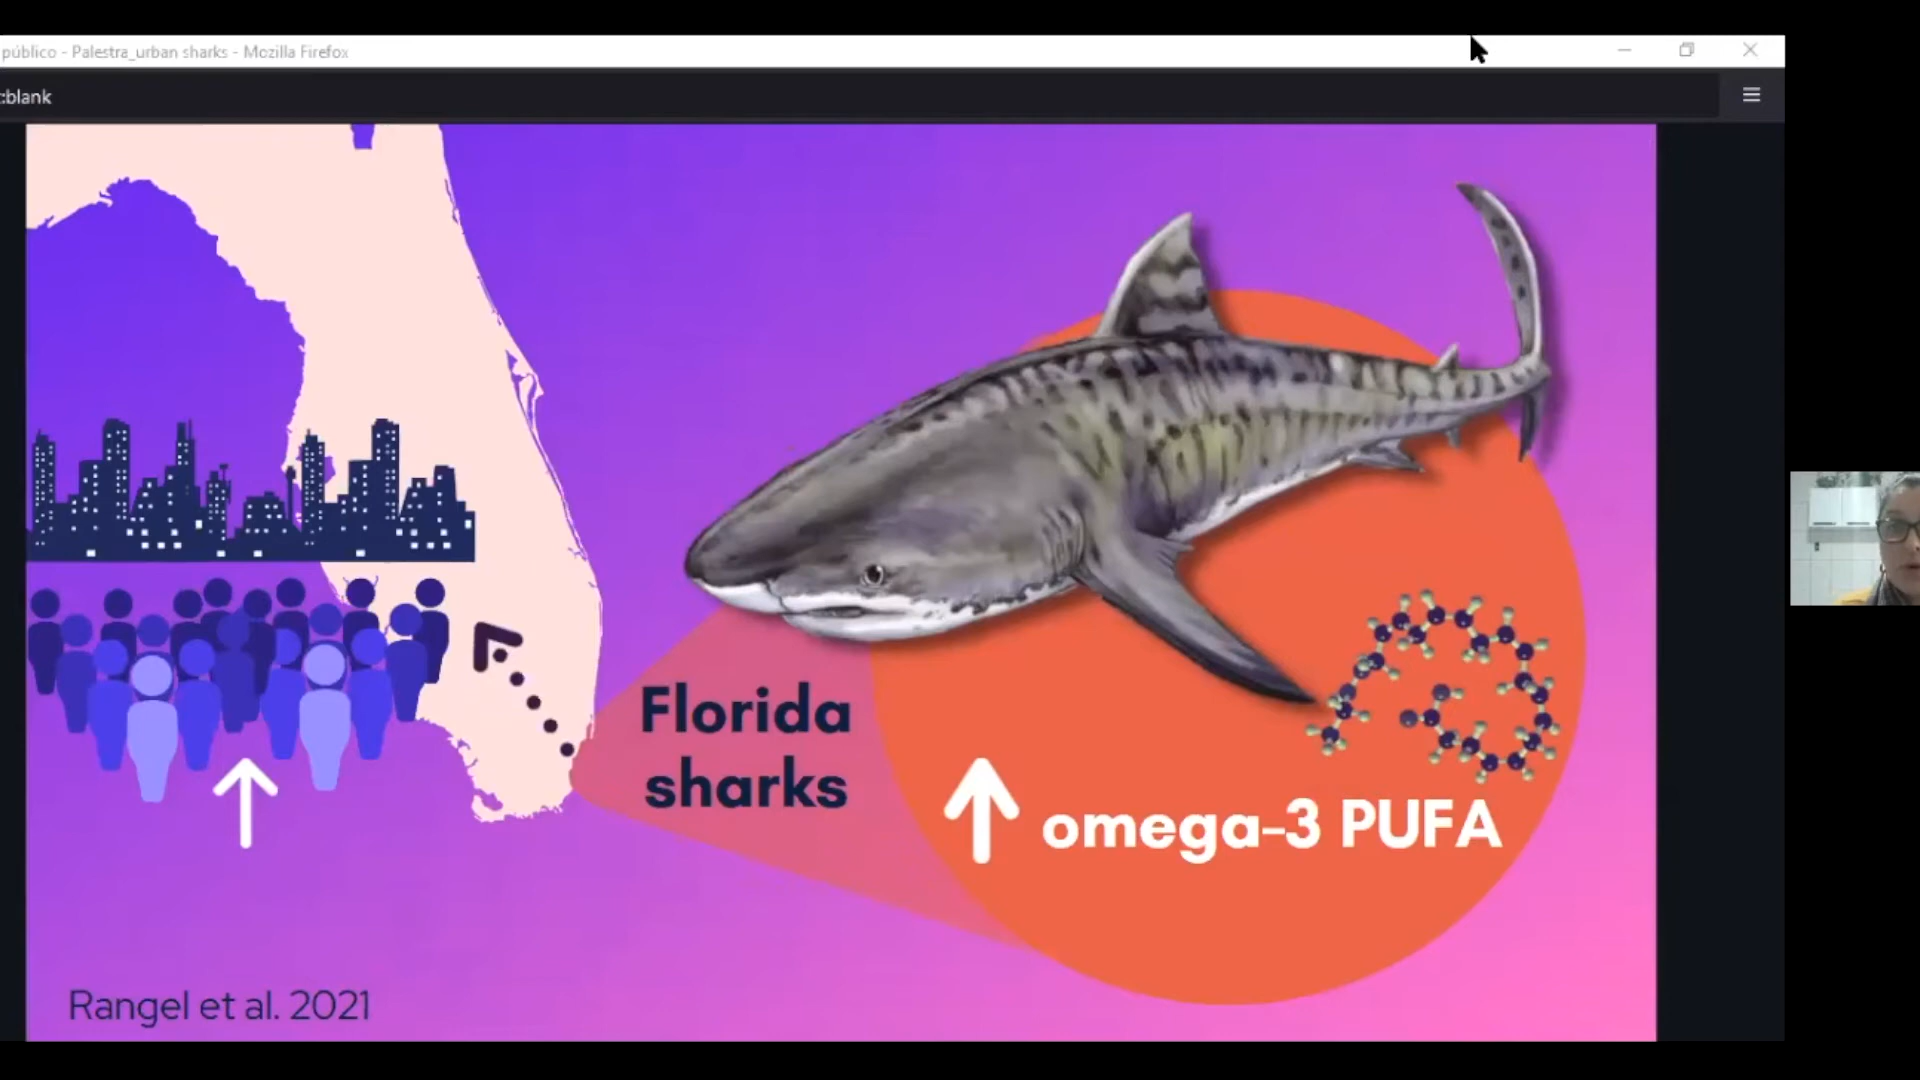 público - Palestra_urban sharks - Mozilla Firefox
:blank
Florida
sharks
omega-3 PUFA
Rangel et al. 2021